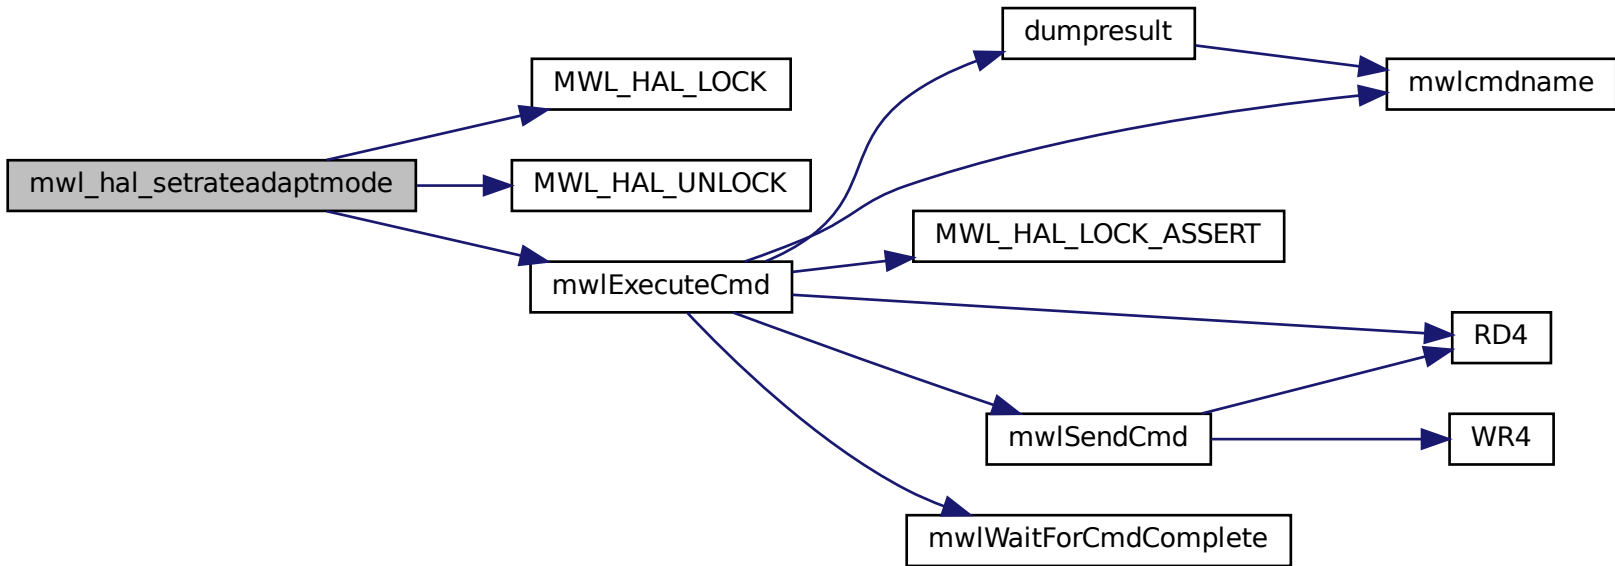 dumpresult
MWL_HAL_LOCK
mwlcmdname
mwl_hal_setrateadaptmode
MWL_HAL_UNLOCK
MWL_HAL_LOCK_ASSERT
mwlExecuteCmd
RD4
mwlSendCmd
WR4
mwlWaitForCmdComplete